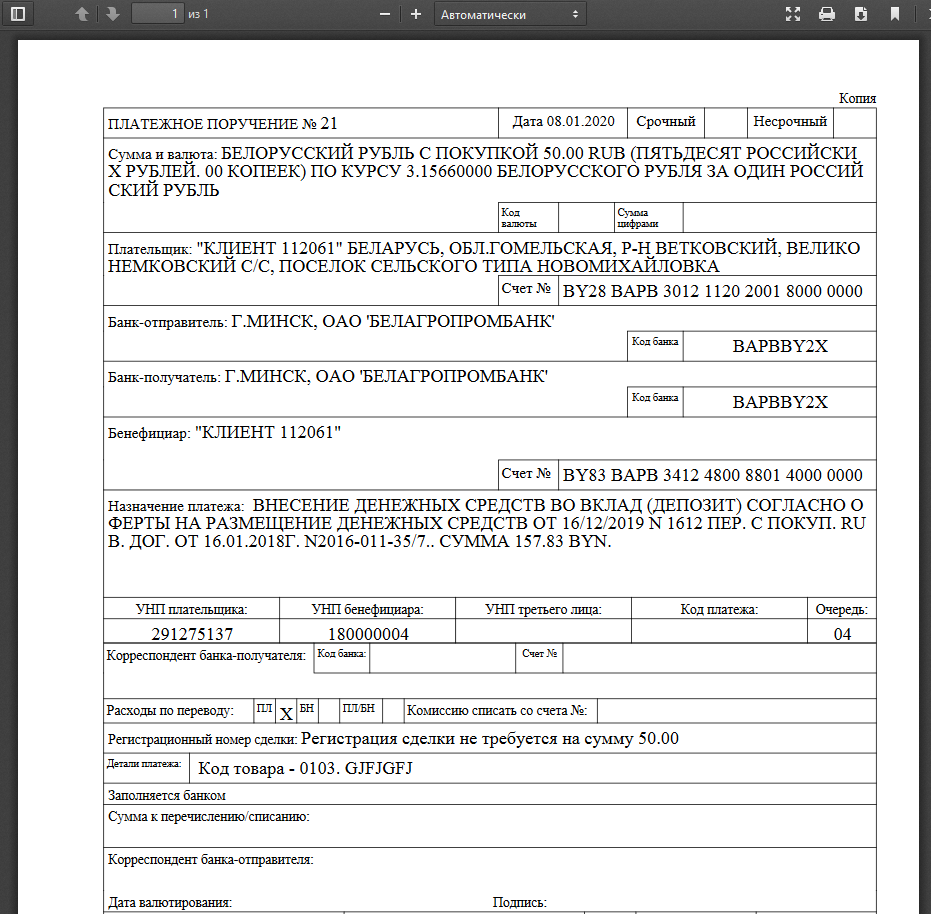 1 из 1 Автоматически
Копия
ПЛАТЕЖНОЕ ПОРУЧЕНИЕ № 21 Дата 08.01.2020 Срочный Несрочный
Сумма и валюта: БЕЛОРУССКИЙ РУБЛЬ С ПОКУПКОЙ 50.00 RUB (ПЯТЬДЕСЯТ РОССИЙСКИ
Х РУБЛЕЙ. 00 КОПЕЕК) ПО КУРСУ 3.15660000 БЕЛОРУССКОГО РУБЛЯ ЗА ОДИН РОССИЙ
СКИЙ РУБЛЬ
Код валюты Сумма цифрами
Плательщик: "КЛИЕНТ 112061" БЕЛАРУСЬ, ОБЛ.ГОМЕЛЬСКАЯ, Р-Н ВЕТКОВСКИЙ, ВЕЛИКО
НЕМКОВСКИЙ С/С, ПОСЕЛОК СЕЛЬСКОГО ТИПА НОВОМИХАЙЛОВКА
Счет № BY28 BAPB 3012 1120 2001 8000 0000
Банк-отправитель: Г.МИНСК, ОАО 'БЕЛАГРОПРОМБАНК'
Код банка BAPBBY2X
Банк-получатель: Г.МИНСК, ОАО 'БЕЛАГРОПРОМБАНК'
Код банка BAPBBY2X
Бенефициар: "КЛИЕНТ 112061"
Счет № BY83 BAPB 3412 4800 8801 4000 0000
Назначение платежа: ВНЕСЕНИЕ ДЕНЕЖНЫХ СРЕДСТВ ВО ВКЛАД (ДЕПОЗИТ) СОГЛАСНО О
ФЕРТЫ НА РАЗМЕЩЕНИЕ ДЕНЕЖНЫХ СРЕДСТВ ОТ 16/12/2019 N 1612 ПЕР. С ПОКУП. RU
B. ДОГ. ОТ 16.01.2018Г. N2016-011-35/7.. СУММА 157.83 BYN.
УНП плательщика: УНП бенефициара: УНП третьего лица: Код платежа: Очередь:
291275137 180000004 04
Корреспондент банка-получателя: Код банка: Счет №
Расходы по переводу: ПЛ X БН ПЛ/БН Комиссию списать со счета №:
Регистрационный номер сделки: Регистрация сделки не требуется на сумму 50.00
Детали платежа: Код товара - 0103. GJFJGFJ
Заполняется банком
Сумма к перечислению/списанию:
Корреспондент банка-отправителя:
Дата валютирования: Подпись: